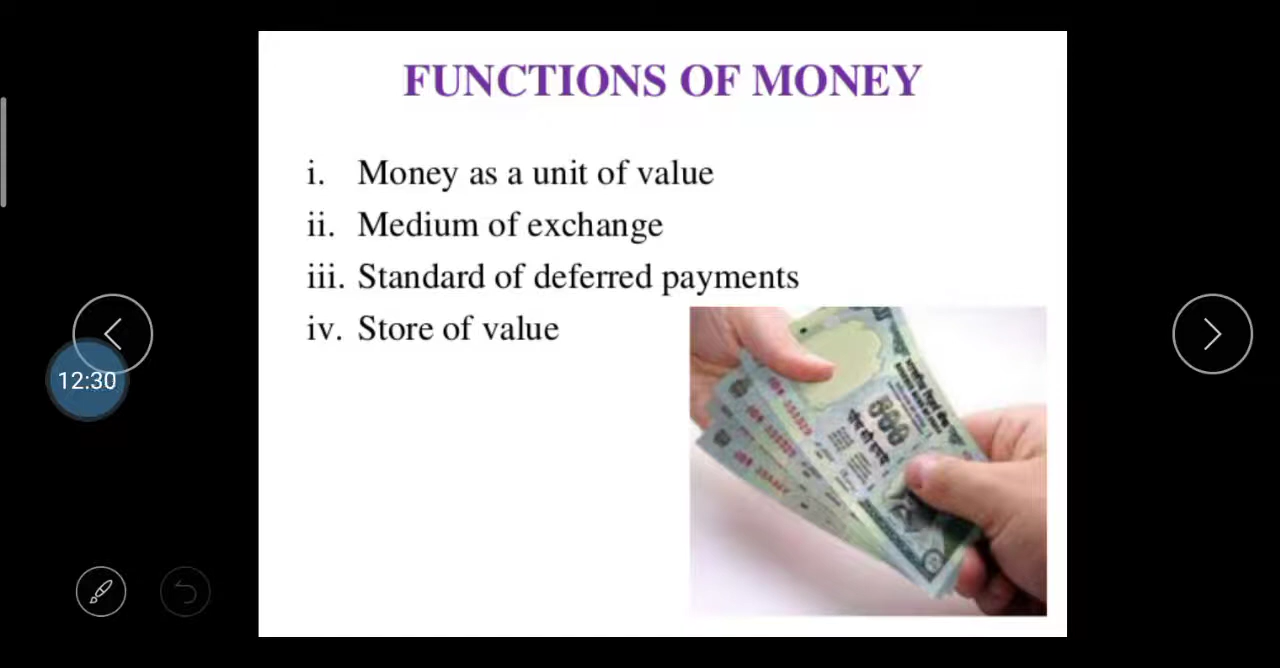 FUNCTIONS OF MONEY
i. Money as a unit of value
ii. Medium of exchange
iii. Standard of deferred payments
iv. Store of value
12:30
500